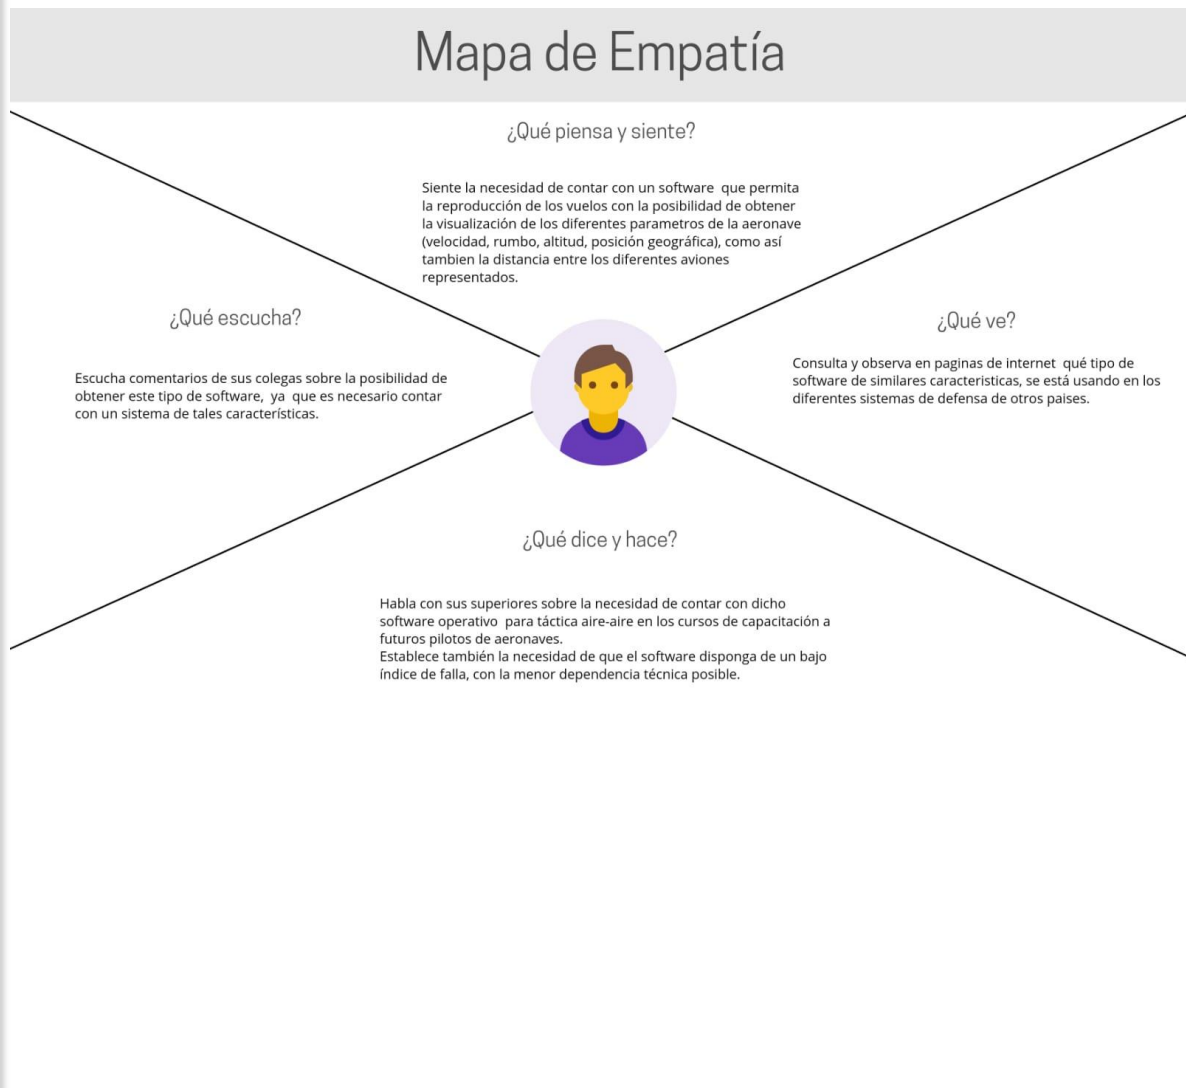 Mapa de Empatía
¿Qué piensa y siente?
Siente la necesidad de contar con un software que permita
la reproducción de los vuelos con la posibilidad de obtener
la visualización de los diferentes parametros de la aeronave
(velocidad, rumbo, altitud, posición geográfica), como así
tambien la distancia entre los diferentes aviones
representados.
¿Qué escucha?
Escucha comentarios de sus colegas sobre la posibilidad de
obtener este tipo de software, ya que es necesario contar
con un sistema de tales características.
¿Qué ve?
Consulta y observa en paginas de internet qué tipo de
software de similares caracteristicas, se está usando en los
diferentes sistemas de defensa de otros paises.
¿Qué dice y hace?
Habla con sus superiores sobre la necesidad de contar con dicho
software operativo para táctica aire-aire en los cursos de capacitación a
futuros pilotos de aeronaves.
Establece también la necesidad de que el software disponga de un bajo
índice de falla, con la menor dependencia técnica posible.